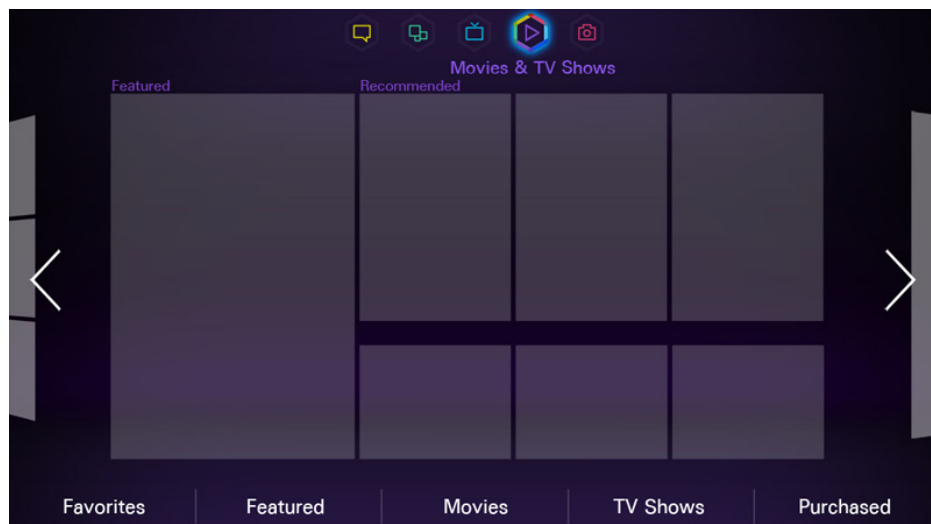 Movies & TV Shows
Featured Recommended
Favorites Featured Movies TV Shows Purchased